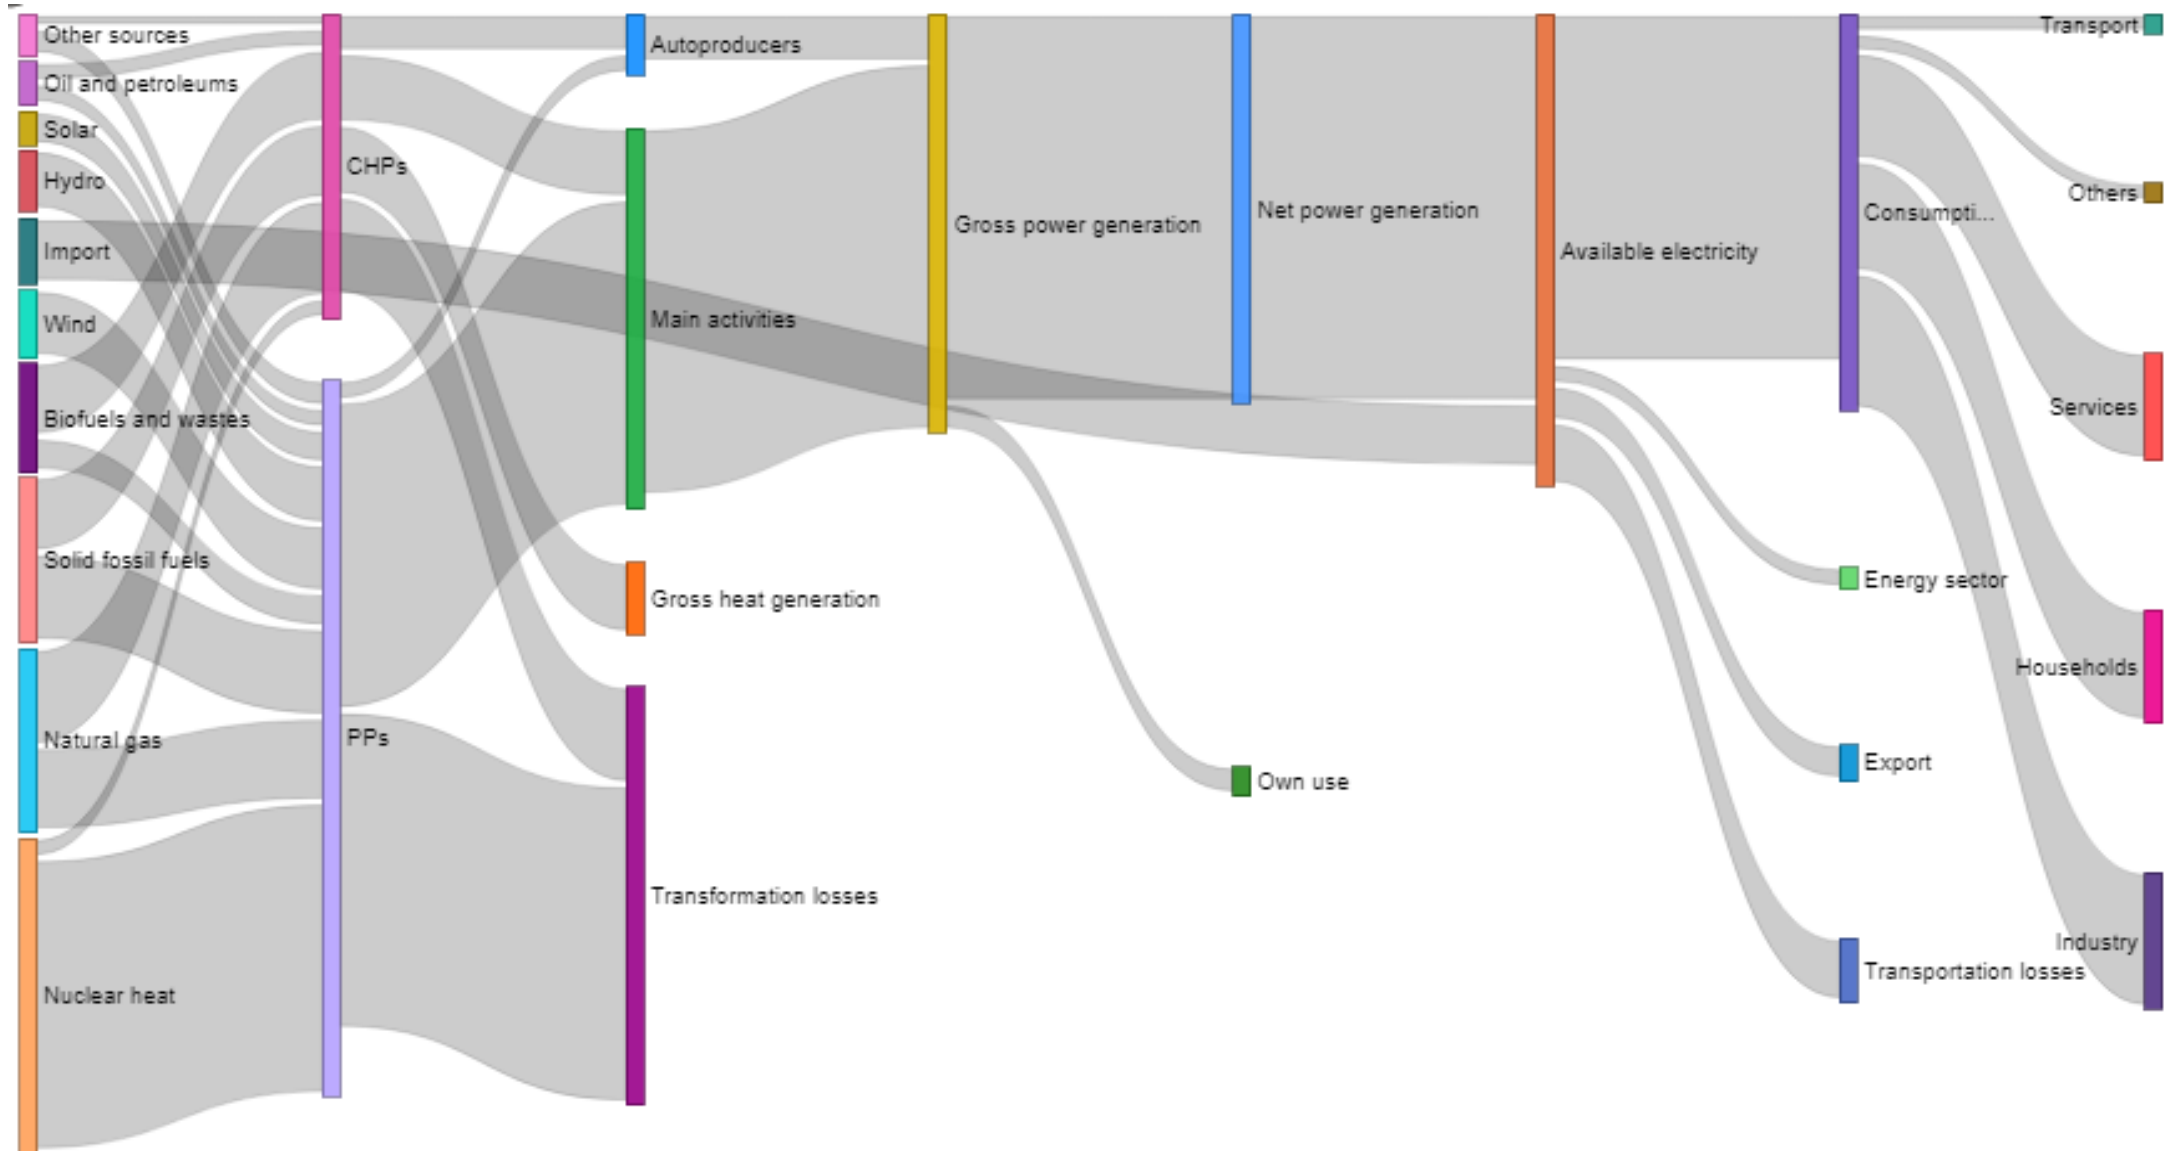 Other sources
Oil and petroleums
Solar
Hydro
Import
Wind
Biofuels and wastes
Solid fossil fuels
Natural gas
Nuclear heat
CHPs
PPs
Autoproducers
Main activities
Gross heat generation
Transformation losses
Gross power generation
Net power generation
Own use
Available electricity
Consumpti...
Energy sector
Export
Transportation losses
Transport
Others
Services
Households
Industry